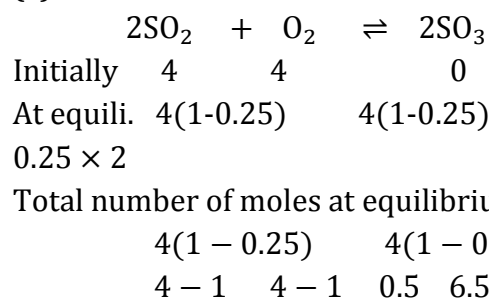 2SO₂ + O₂ ⇌ 2SO₃
Initially 4 4 0
At equili. 4(1-0.25) 4(1-0.25)
0.25 × 2
Total number of moles at
4(1 − 0.25) 4(1 − 0
4 − 1 4 − 1 0.5 6.5